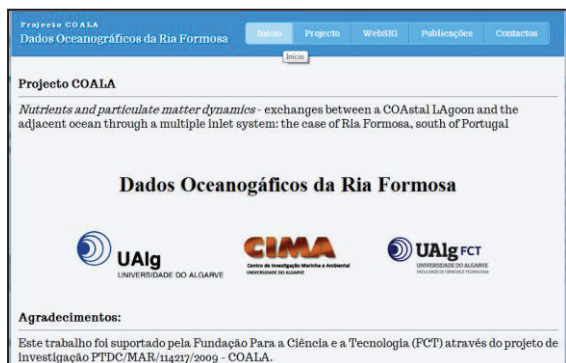 Projecto COALA
Dados Oceanográficos da Ria Formosa
Início Projecto WebSIG Publicações Contactos
Início
Projecto COALA
Nutrients and particulate matter dynamics - exchanges between a COAstal LAgoon and the
adjacent ocean through a multiple inlet system: the case of Ria Formosa, south of Portugal
Dados Oceanogáficos da Ria Formosa
UAlg
UNIVERSIDADE DO ALGARVE
CIMA
Centro de Investigação Marinha e Ambiental
UNIVERSIDADE DO ALGARVE
UAlg FCT
UNIVERSIDADE DO ALGARVE
FACULDADE DE CIÊNCIAS E TECNOLOGIA
Agradecimentos:
Este trabalho foi suportado pela Fundação Para a Ciência e a Tecnologia (FCT) através do projeto de
investigação PTDC/MAR/114217/2009 - COALA.